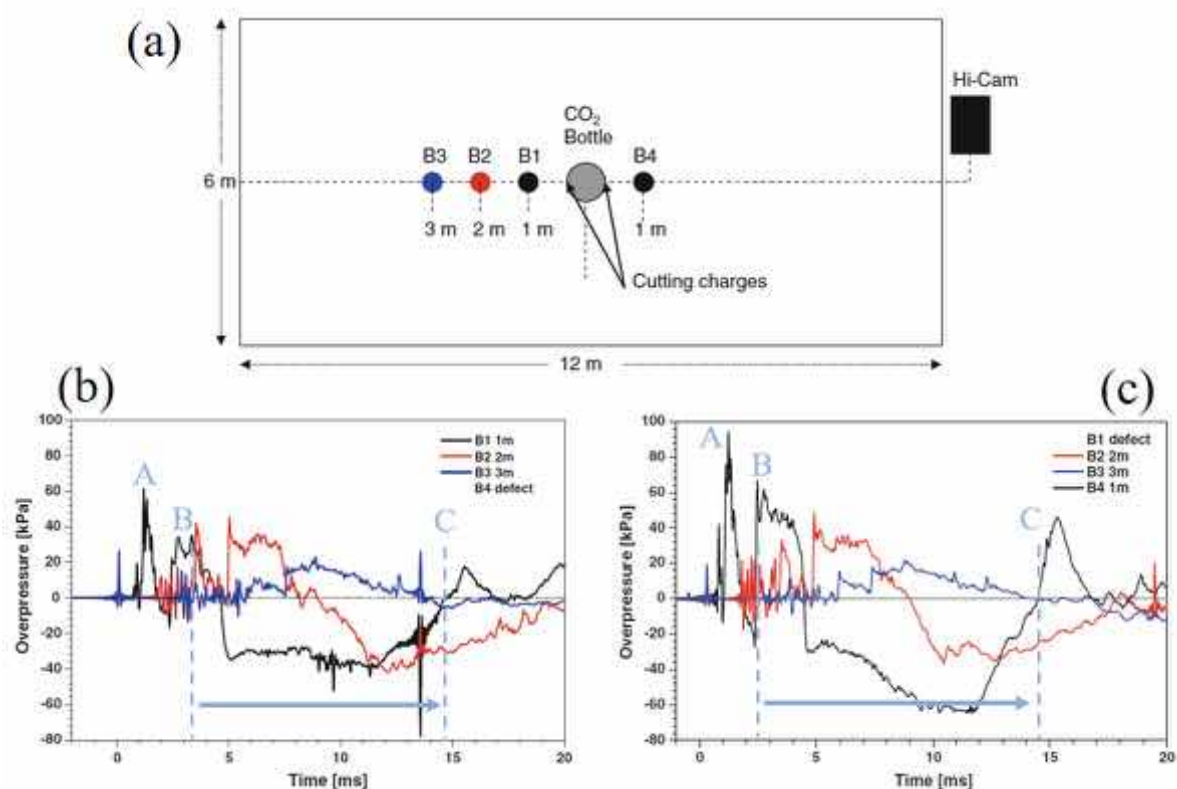 (a)
Hi-Cam
CO₂
Bottle
B3 B2 B1 B4
6 m
3 m 2 m 1 m 1 m
Cutting charges
12 m
(b)
100
80
60
40
20
0
-20
-40
-60
-80
Overpressure [kPa]
A
B
C
B1 1m
B2 2m
B3 3m
B4 defect
0 5 10 15 20
Time [ms]
(c)
100
80
60
40
20
0
-20
-40
-60
-80
Overpressure [kPa]
A
B
C
B1 defect
B2 2m
B3 3m
B4 1m
0 5 10 15 20
Time [ms]